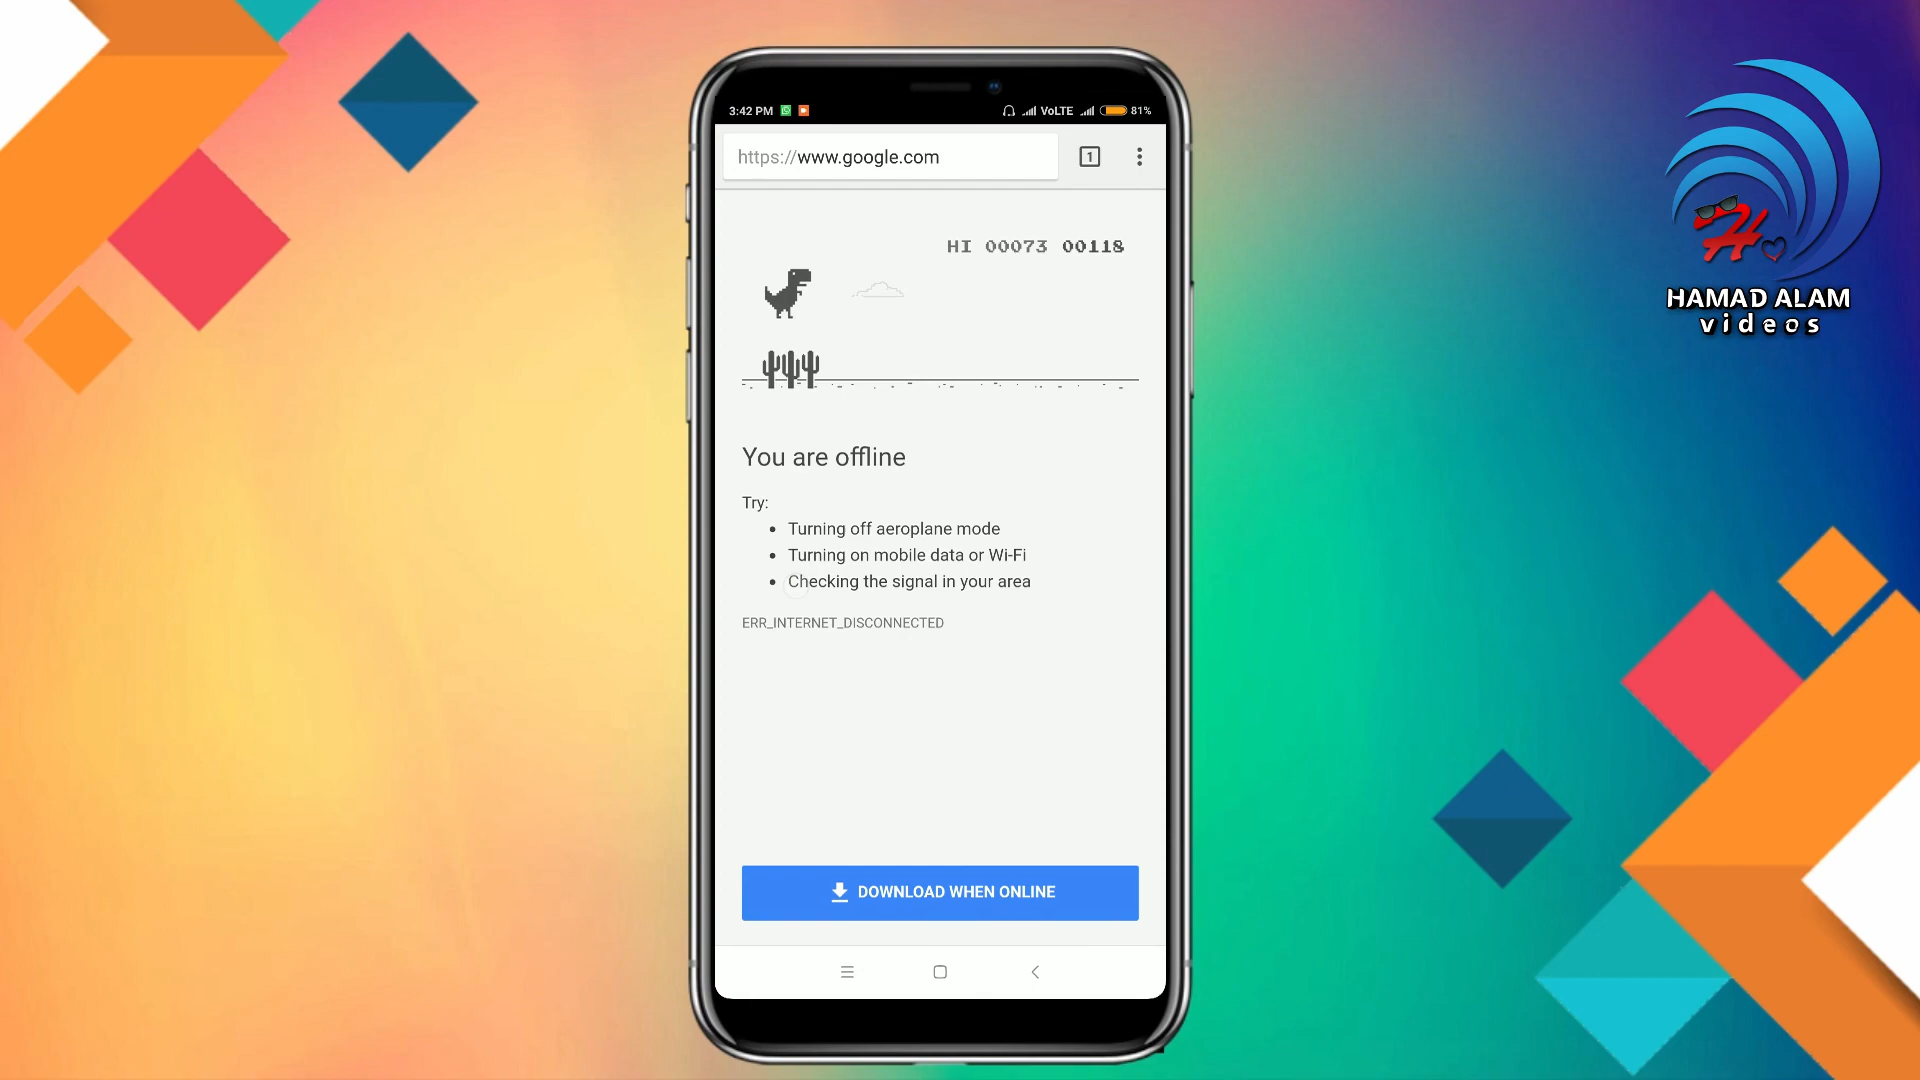 3:42 PM VoLTE 81%
https://www.google.com 1
HI 00073 00118
You are offline
Try:
• Turning off aeroplane mode
• Turning on mobile data or Wi-Fi
• Checking the signal in your area
ERR_INTERNET_DISCONNECTED
DOWNLOAD WHEN ONLINE
H
HAMAD ALAM
videos